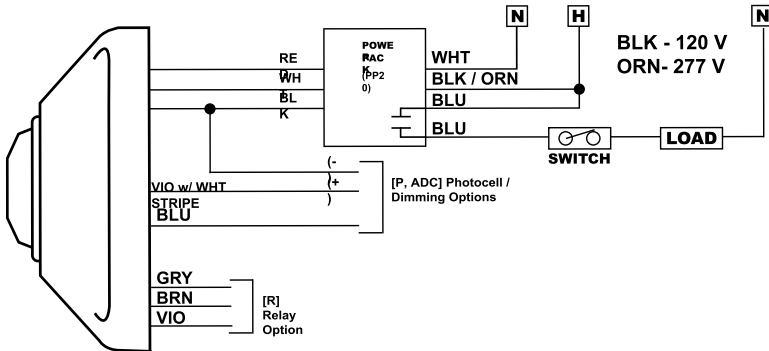 N
H
N
BLK - 120 V
ORN- 277 V
RE
D
WH
T
BL
K
POWE
R
PAC
K
(PP2
0)
WHT
BLK / ORN
BLU
BLU
SWITCH
LOAD
(-
)
(+
)
VIO w/ WHT
STRIPE
BLU
[P, ADC] Photocell /
Dimming Options
GRY
BRN
VIO
[R]
Relay
Option